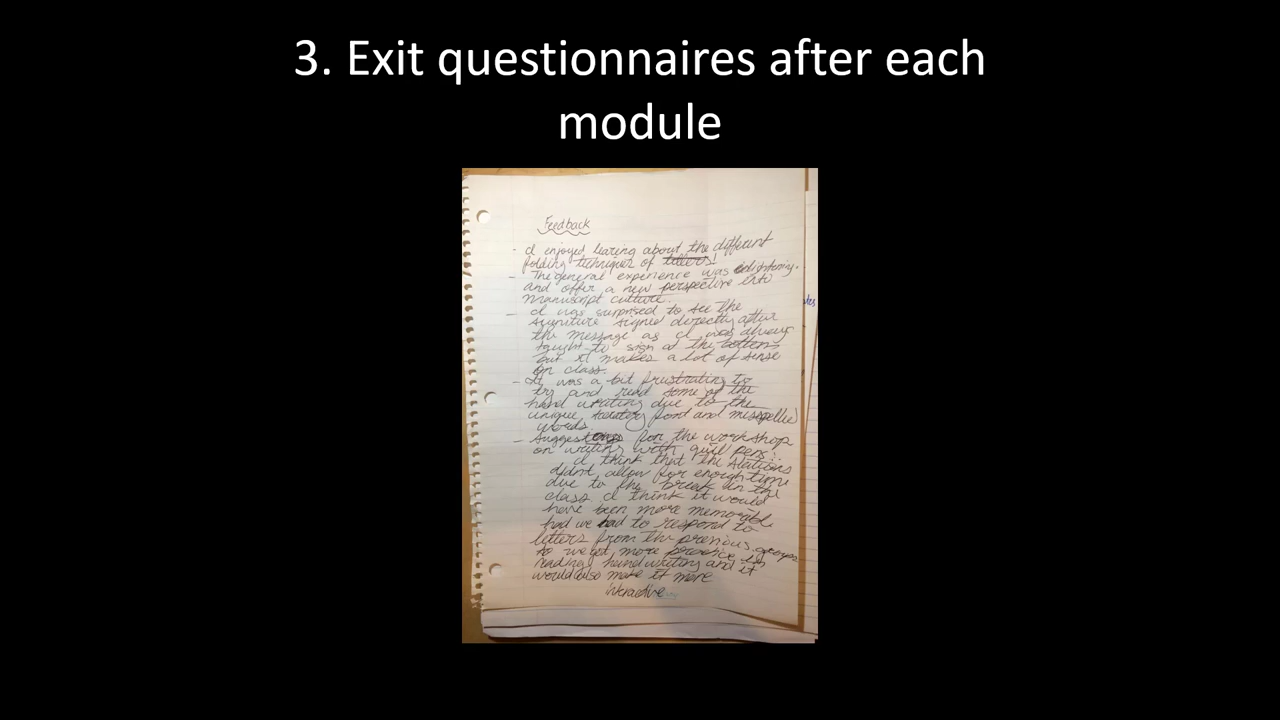 3. Exit questionnaires after each
module
Feedback
- I enjoyed learing about the different
folding techniques of letters!
- The general experience was enlightening.
and offer a new perspective into
manuscript culture.
- I was surprised to see the
signiture signed directly after
the message as I was always
taught to sign at the bottom
but it makes a lot of sense
in class.
- It was a bit frustrating to
try and read some of the
hand writing due to the
unique font and misspelled
words.
- suggestions for the workshop
on writing with quill pens:
I think that the stations
didnt allow for enough time
due to the break in the
class. I think it would
have been more memorable
had we had to respond to
letters from the previous groups
to we get more practice in
reading handwriting and it
would also make it more
interactive